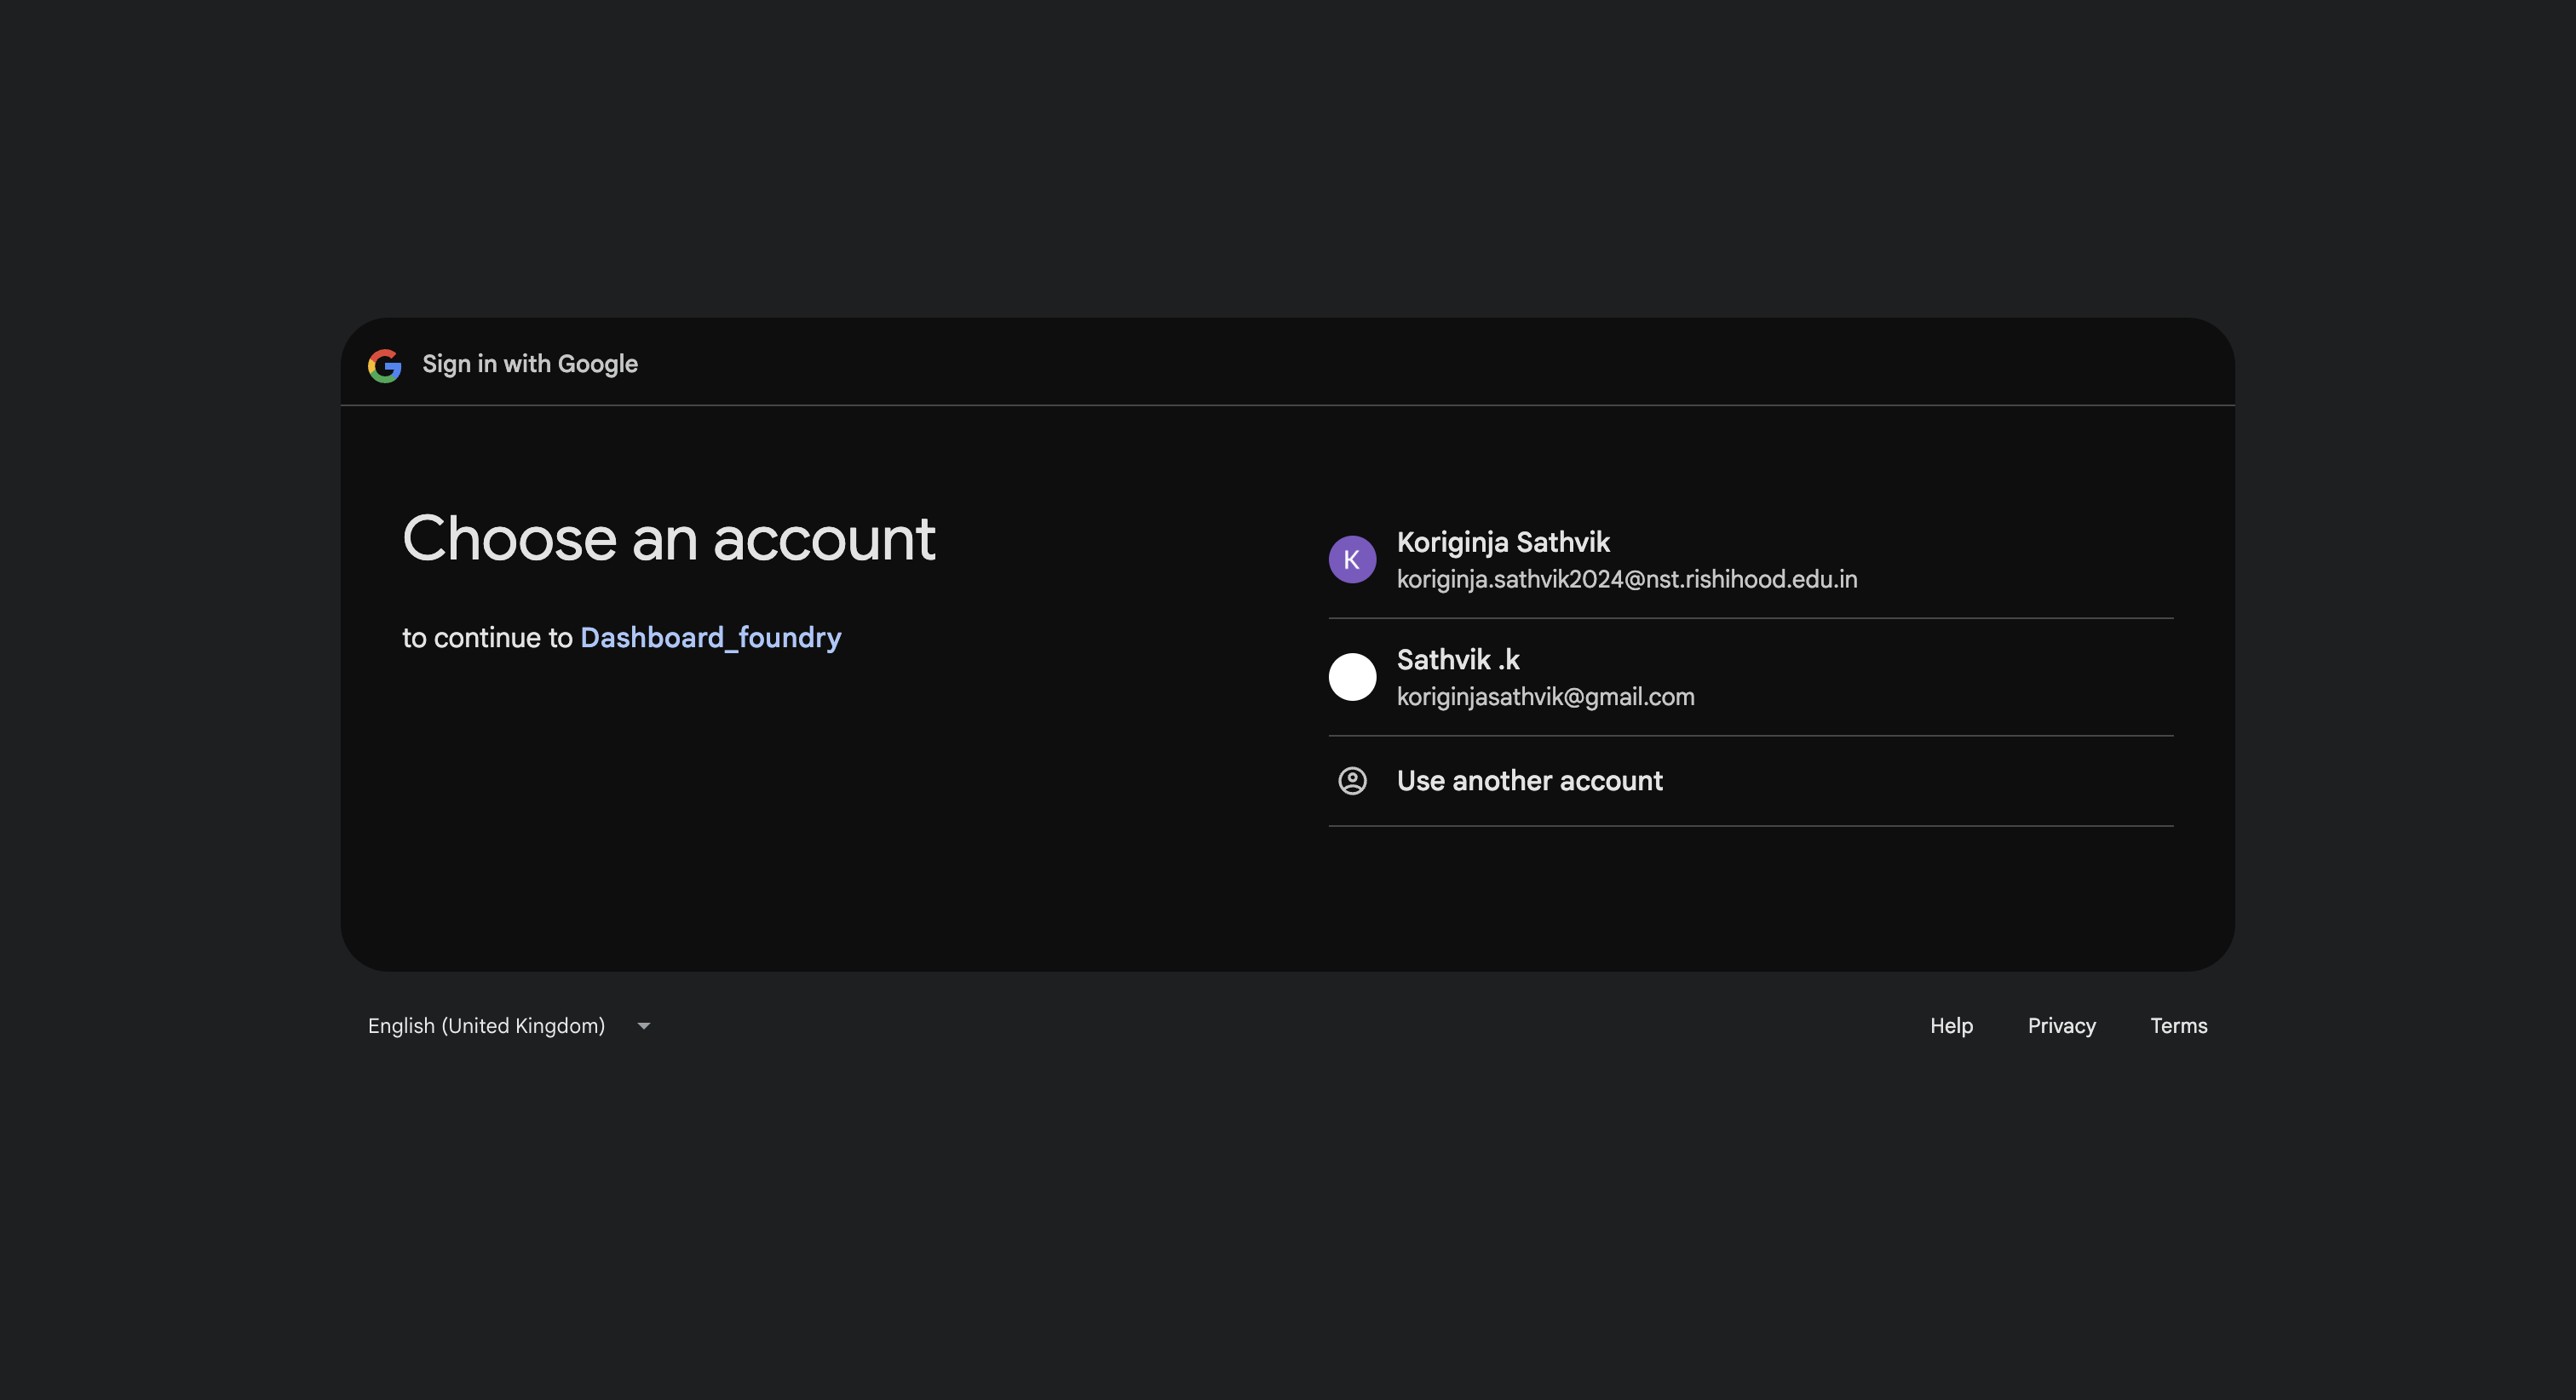 Sign in with Google
Choose an account
to continue to Dashboard_foundry
K
Koriginja Sathvik
koriginja.sathvik2024@nst.rishihood.edu.in
Sathvik .k
koriginjasathvik@gmail.com
Use another account
English (United Kingdom)
Help Privacy Terms